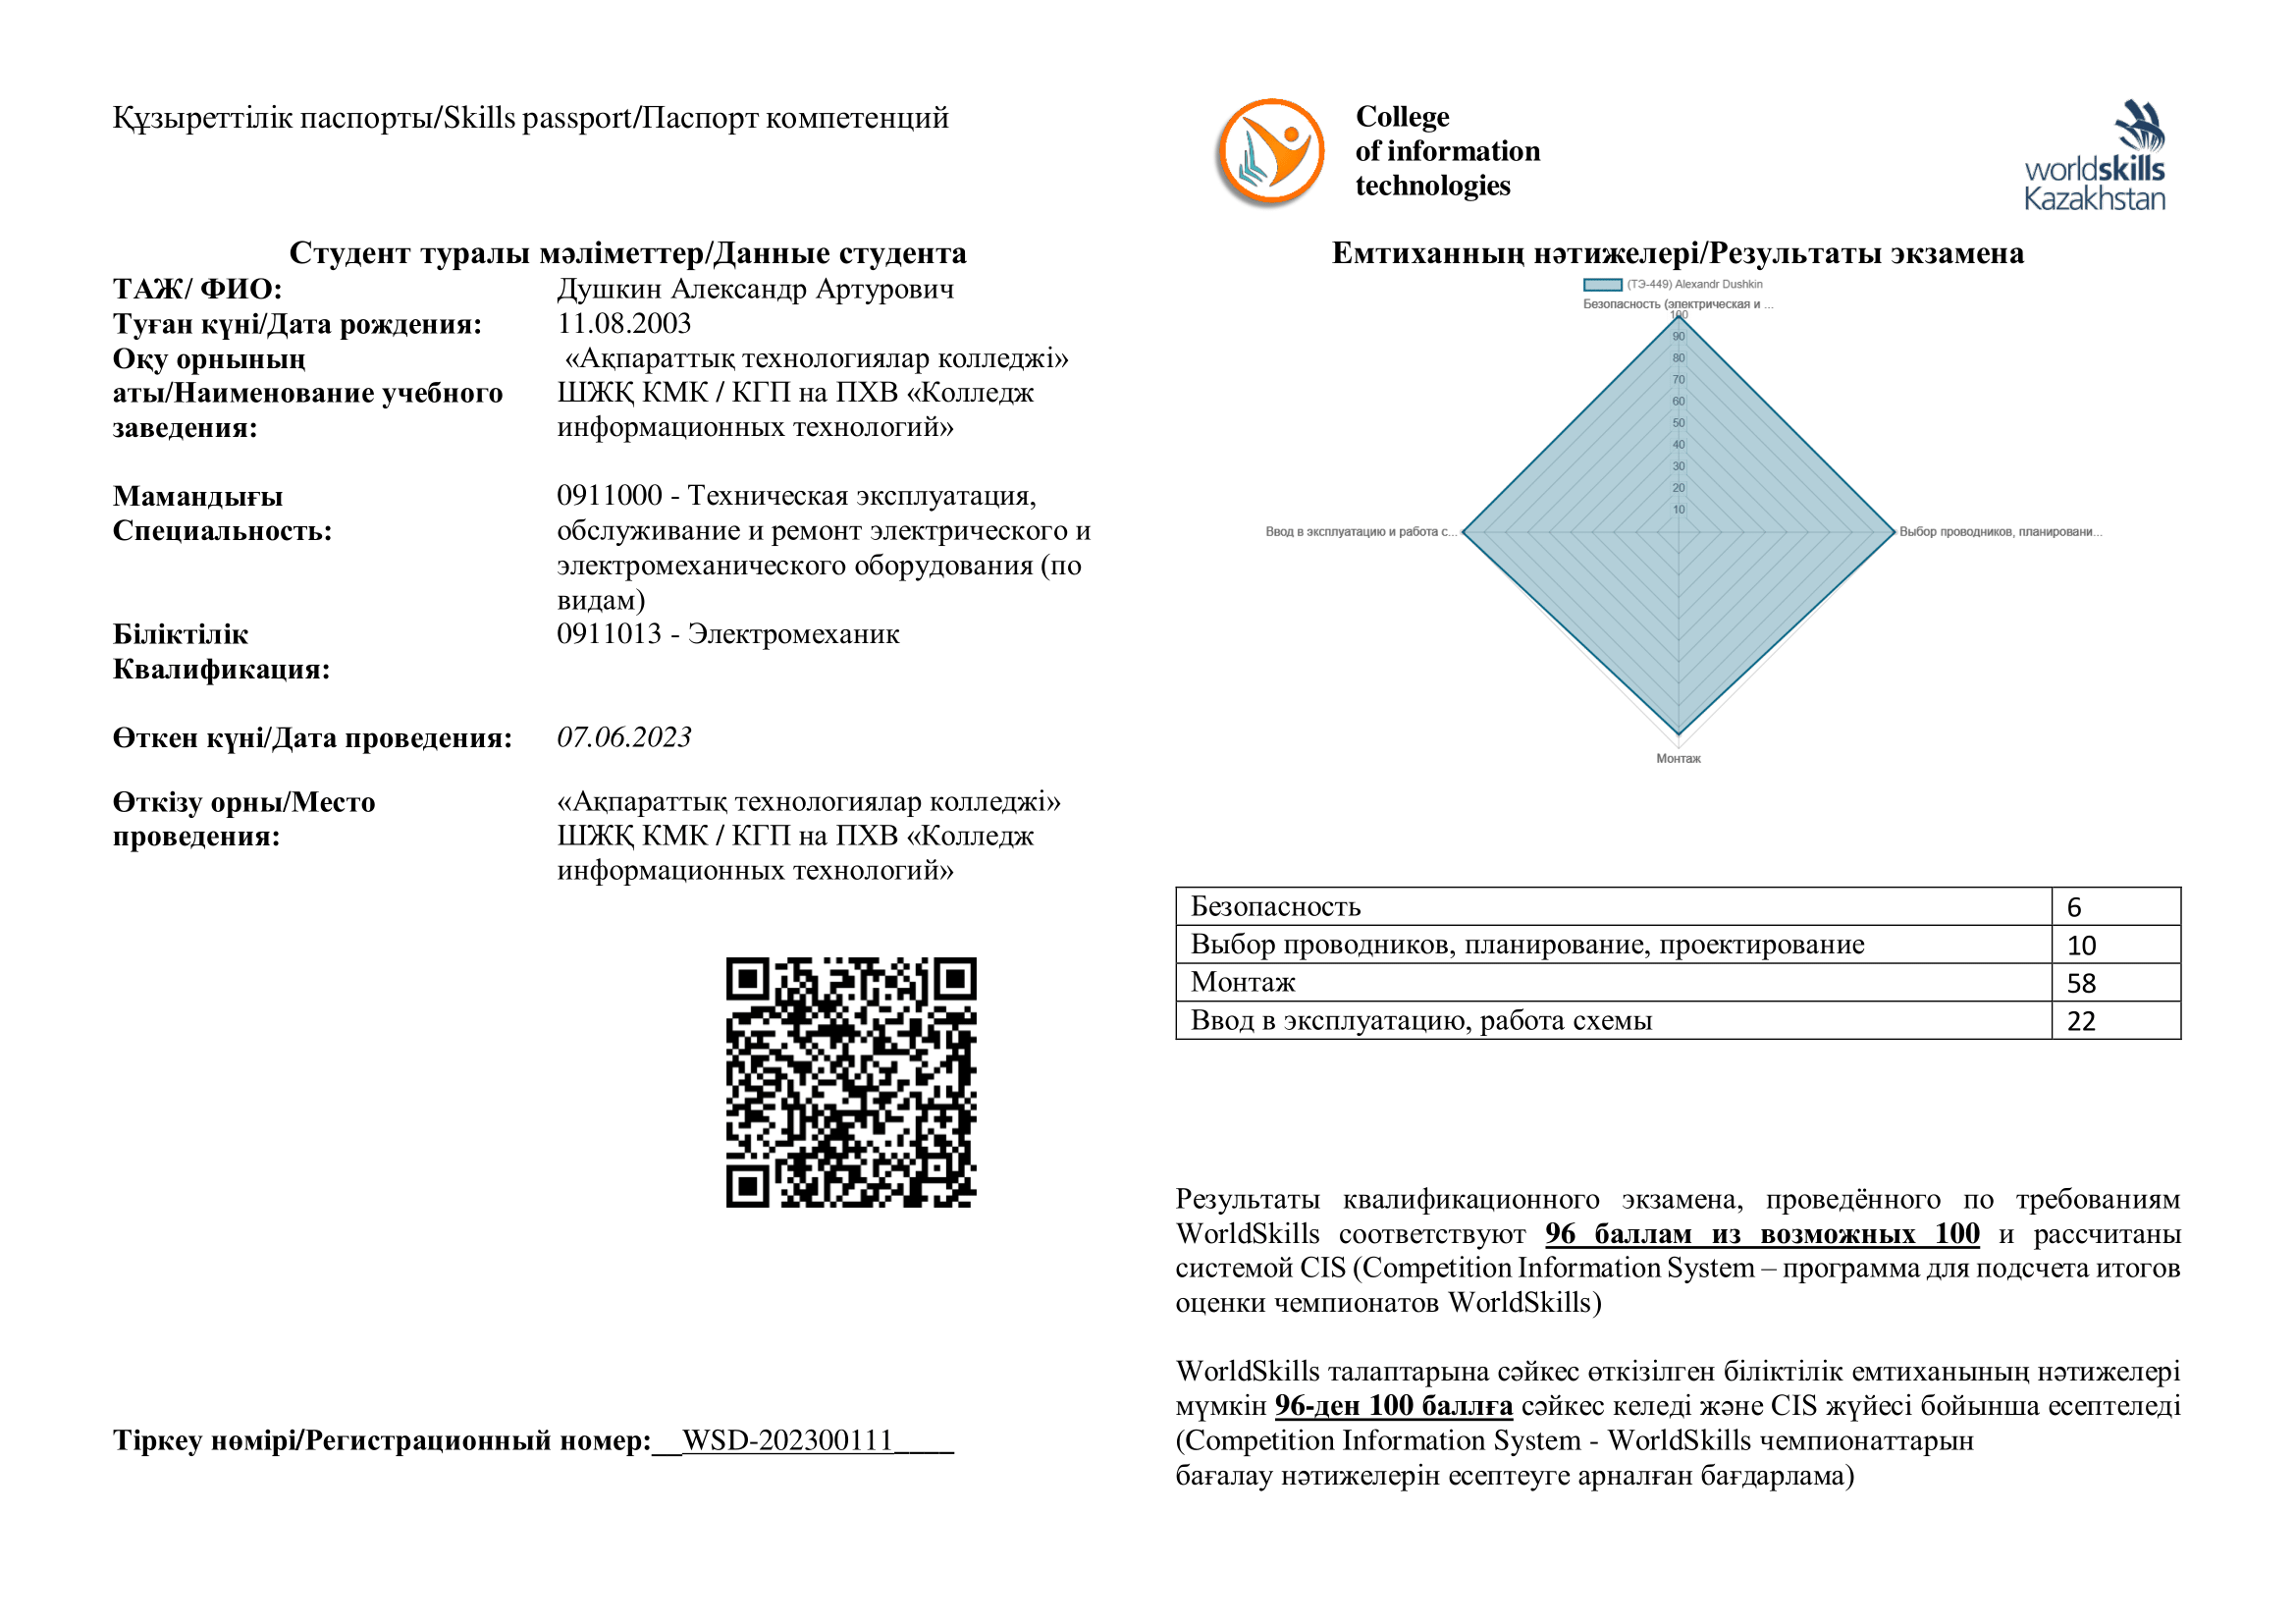 Құзыреттілік паспорты/Skills passport/Паспорт компетенций
Студент туралы мәліметтер/Данные студента
ТАЖ/ ФИО: Душкин Александр Артурович
Туған күні/Дата рождения: 11.08.2003
Оқу орнының «Ақпараттық технологиялар колледжі»
аты/Наименование учебного ШЖҚ КМК / КГП на ПХВ «Колледж
заведения: информационных технологий»
Мамандығы 0911000 - Техническая эксплуатация,
Специальность: обслуживание и ремонт электрического и
электромеханического оборудования (по
видам)
Біліктілік 0911013 - Электромеханик
Квалификация:
Өткен күні/Дата проведения: 07.06.2023
Өткізу орны/Место «Ақпараттық технологиялар колледжі»
проведения: ШЖҚ КМК / КГП на ПХВ «Колледж
информационных технологий»
Тіркеу нөмірі/Регистрационный номер:__WSD-202300111____
College
of information
technologies
worldskills
Kazakhstan
Емтиханның нәтижелері/Результаты экзамена
(ТЭ-449) Alexandr Dushkin
Безопасность (электрическая и ...
100
90
80
70
60
50
40
30
20
10
Ввод в эксплуатацию и работа с...
Выбор проводников, планировани...
Монтаж
Безопасность 6
Выбор проводников, планирование, проектирование 10
Монтаж 58
Ввод в эксплуатацию, работа схемы 22
Результаты квалификационного экзамена, проведённого по требованиям
WorldSkills соответствуют 96 баллам из возможных 100 и рассчитаны
системой CIS (Competition Information System – программа для подсчета итогов
оценки чемпионатов WorldSkills)
WorldSkills талаптарына сәйкес өткізілген біліктілік емтиханының нәтижелері
мүмкін 96-ден 100 баллға сәйкес келеді және CIS жүйесі бойынша есептеледі
(Competition Information System - WorldSkills чемпионаттарын
бағалау нәтижелерін есептеуге арналған бағдарлама)